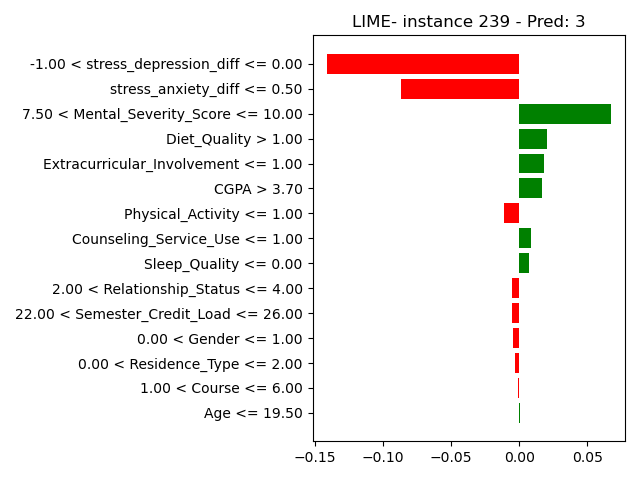 LIME- instance 239 - Pred: 3
-1.00 < stress_depression_diff <= 0.00
stress_anxiety_diff <= 0.50
7.50 < Mental_Severity_Score <= 10.00
Diet_Quality > 1.00
Extracurricular_Involvement <= 1.00
CGPA > 3.70
Physical_Activity <= 1.00
Counseling_Service_Use <= 1.00
Sleep_Quality <= 0.00
2.00 < Relationship_Status <= 4.00
22.00 < Semester_Credit_Load <= 26.00
0.00 < Gender <= 1.00
0.00 < Residence_Type <= 2.00
1.00 < Course <= 6.00
Age <= 19.50
−0.15 −0.10 −0.05 0.00 0.05